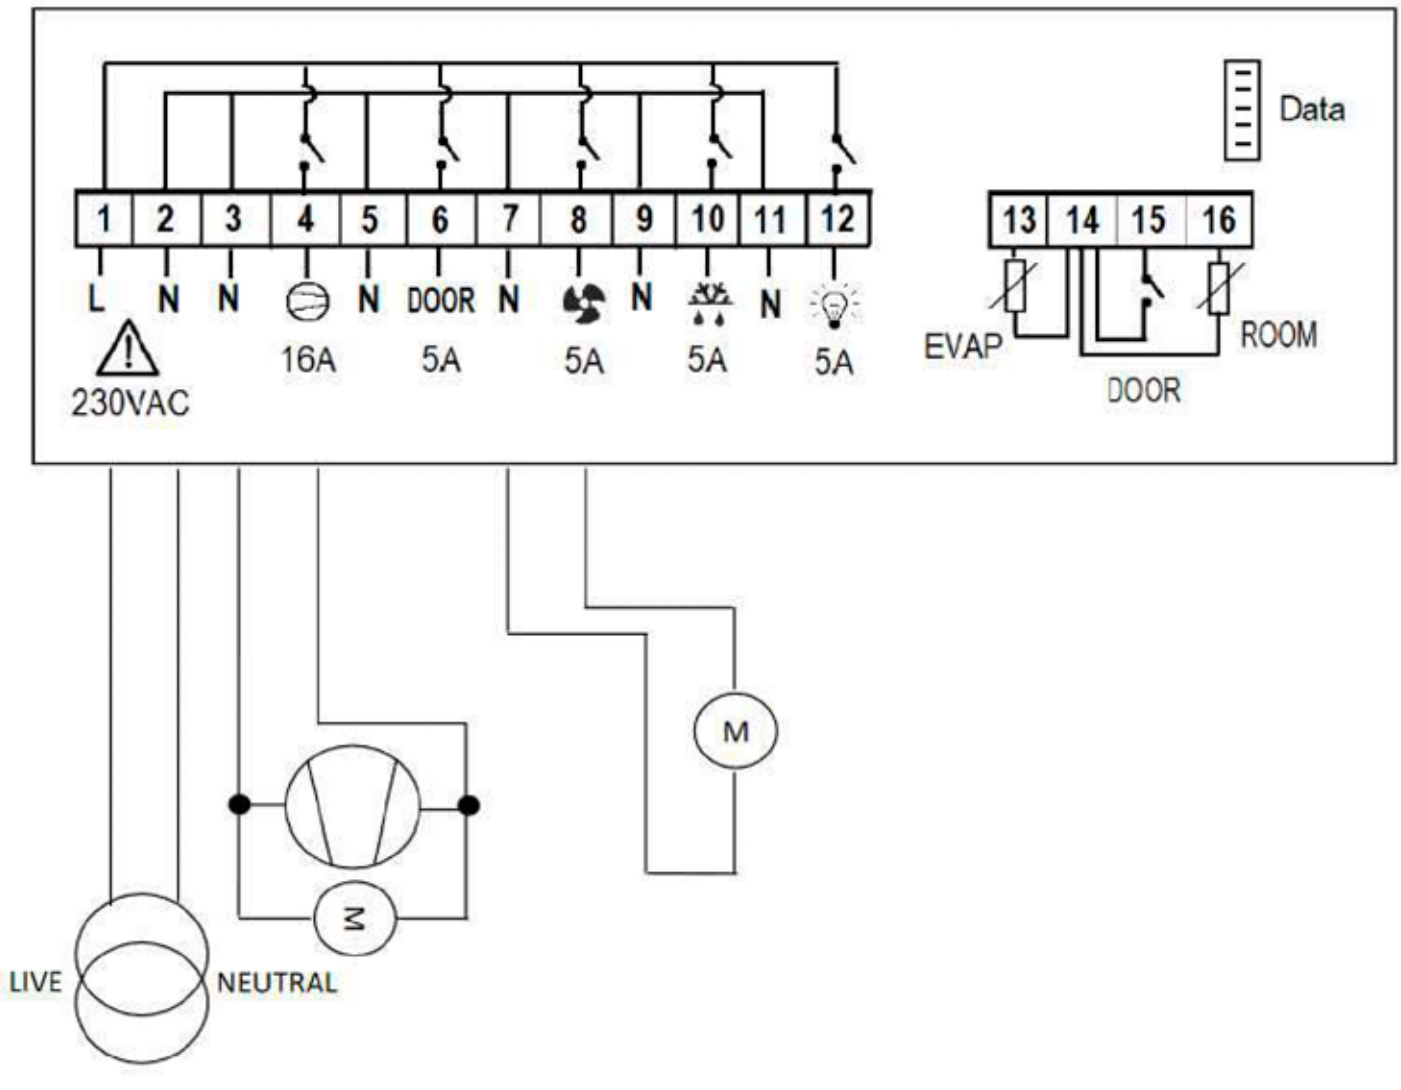 Data
1 2 3 4 5 6 7 8 9 10 11 12
13 14 15 16
L N N N DOOR N N N
16A 5A 5A 5A 5A
230VAC
EVAP
ROOM
DOOR
M
M
LIVE
NEUTRAL